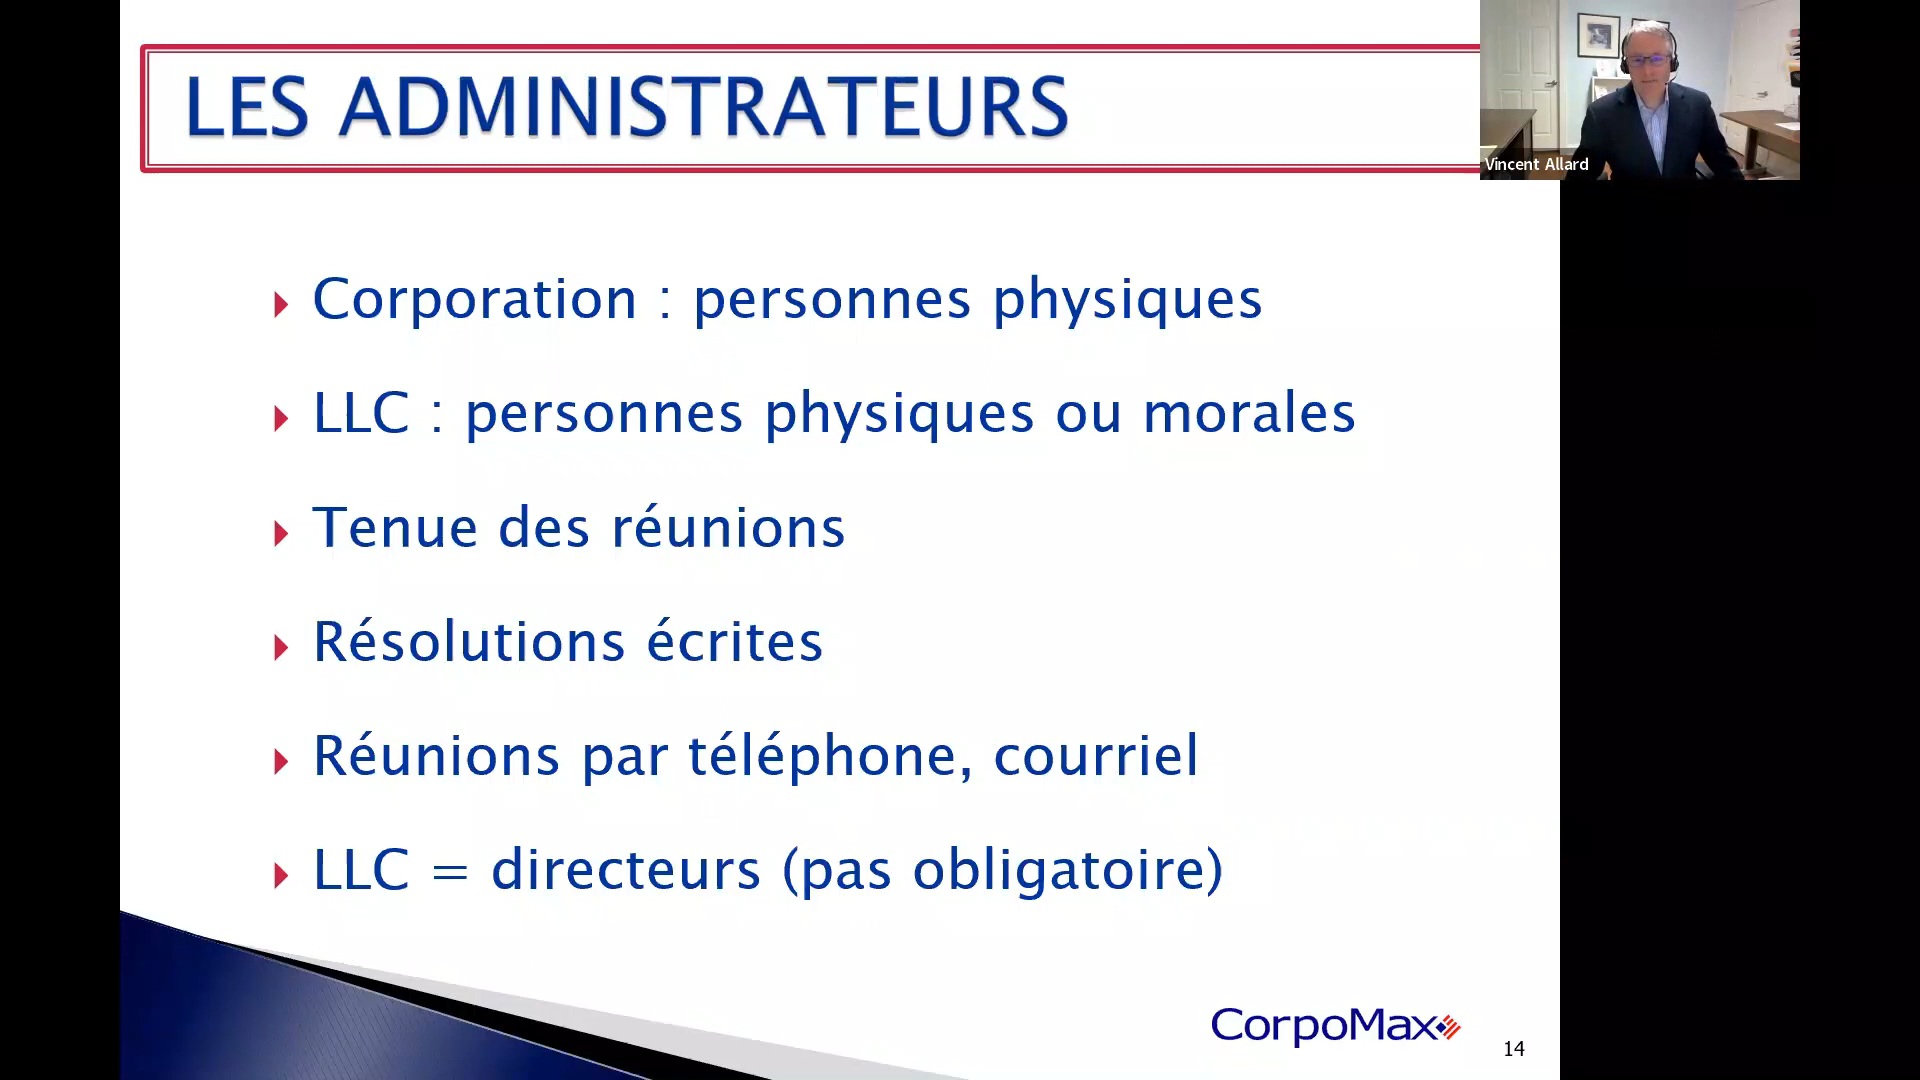 LES ADMINISTRATEURS
Vincent Allard
Corporation : personnes physiques
LLC : personnes physiques ou morales
Tenue des réunions
Résolutions écrites
Réunions par téléphone, courriel
LLC = directeurs (pas obligatoire)
CorpoMax
14